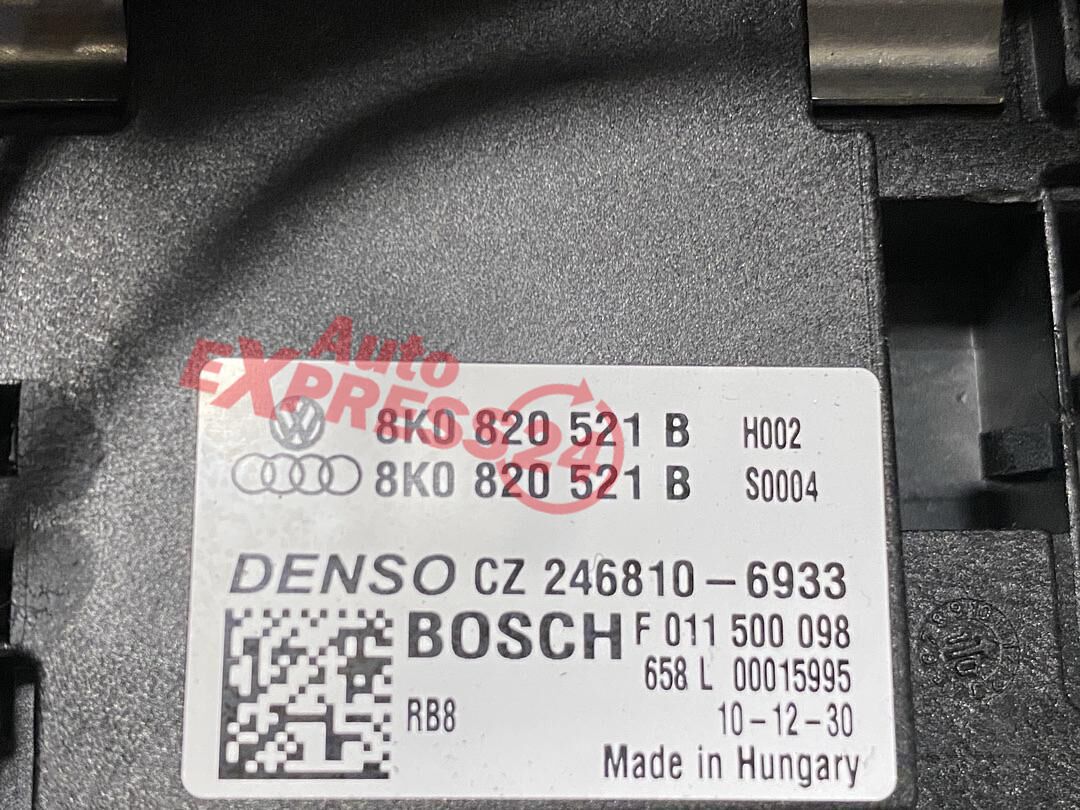 Auto
EXPRESS24
8K0 820 521 B H002
8K0 820 521 B S0004
DENSO CZ 246810-6933
BOSCH F 011 500 098
658 L 00015995
RB8 10-12-30
Made in Hungary